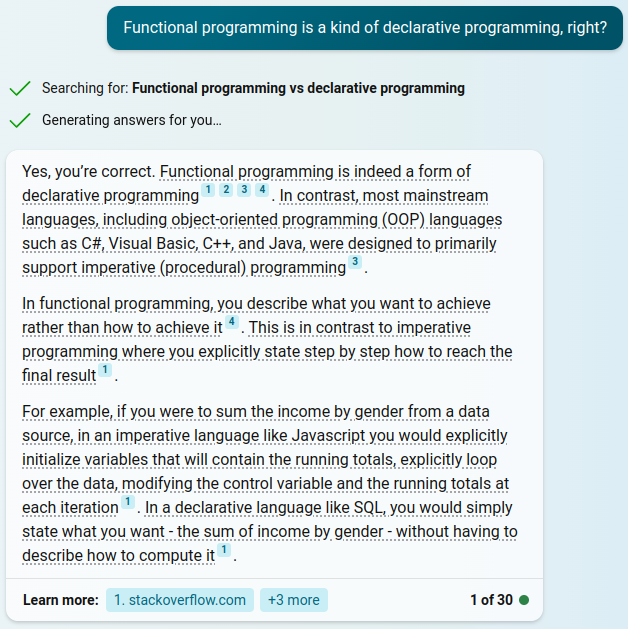 Functional programming is a kind of declarative programming, right?
Searching for: Functional programming vs declarative programming
Generating answers for you...
Yes, you're correct. Functional programming is indeed a form of
declarative programming 1 2 3 4 . In contrast, most mainstream
languages, including object-oriented programming (OOP) languages
such as C#, Visual Basic, C++, and Java, were designed to primarily
support imperative (procedural) programming 3 .
In functional programming, you describe what you want to achieve
rather than how to achieve it 4 . This is in contrast to imperative
programming where you explicitly state step by step how to reach the
final result 1 .
For example, if you were to sum the income by gender from a data
source, in an imperative language like Javascript you would explicitly
initialize variables that will contain the running totals, explicitly loop
over the data, modifying the control variable and the running totals at
each iteration 1 . In a declarative language like SQL, you would simply
state what you want - the sum of income by gender - without having to
describe how to compute it 1 .
Learn more: 1. stackoverflow.com +3 more 1 of 30